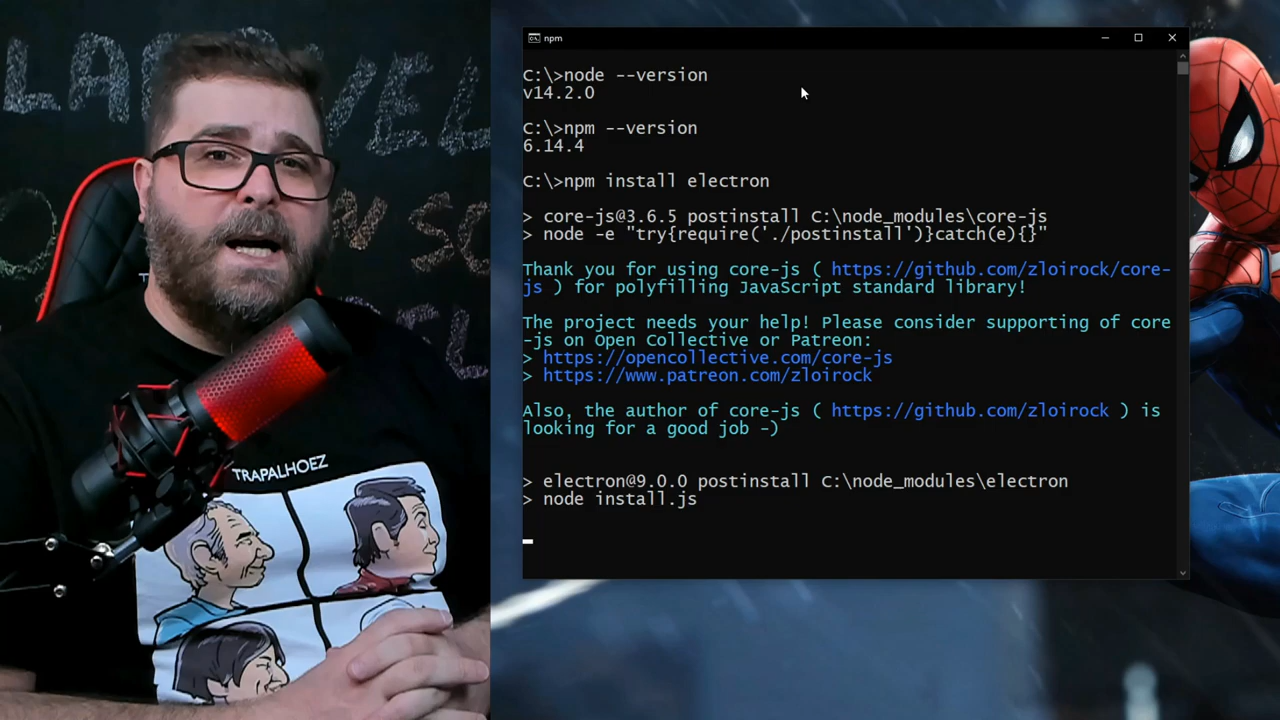 LARAVEL
npm
C:\>node --version
v14.2.0
C:\>npm --version
6.14.4
C:\>npm install electron
> core-js@3.6.5 postinstall C:\node_modules\core-js
> node -e "try{require('./postinstall')}catch(e){}"
Thank you for using core-js ( https://github.com/zloirock/core-
js ) for polyfilling JavaScript standard library!
The project needs your help! Please consider supporting of core
-js on Open Collective or Patreon:
> https://opencollective.com/core-js
> https://www.patreon.com/zloirock
Also, the author of core-js ( https://github.com/zloirock ) is
looking for a good job -)
> electron@9.0.0 postinstall C:\node_modules\electron
> node install.js
TRAPALHOEZ